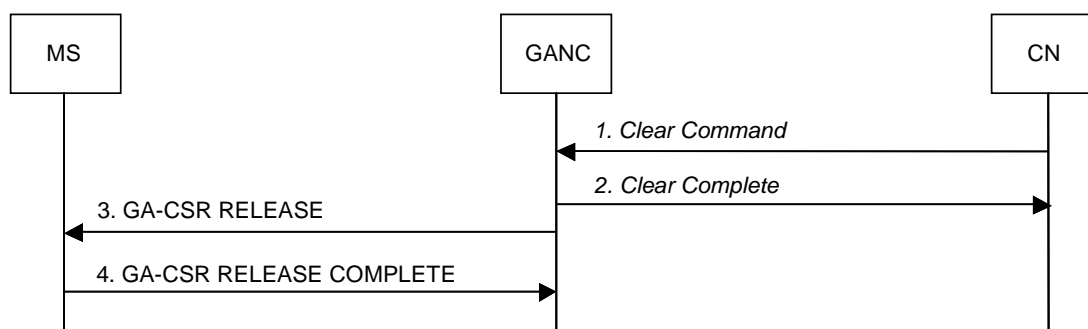 MS
GANC
CN
1. Clear Command
2. Clear Complete
3. GA-CSR RELEASE
4. GA-CSR RELEASE COMPLETE